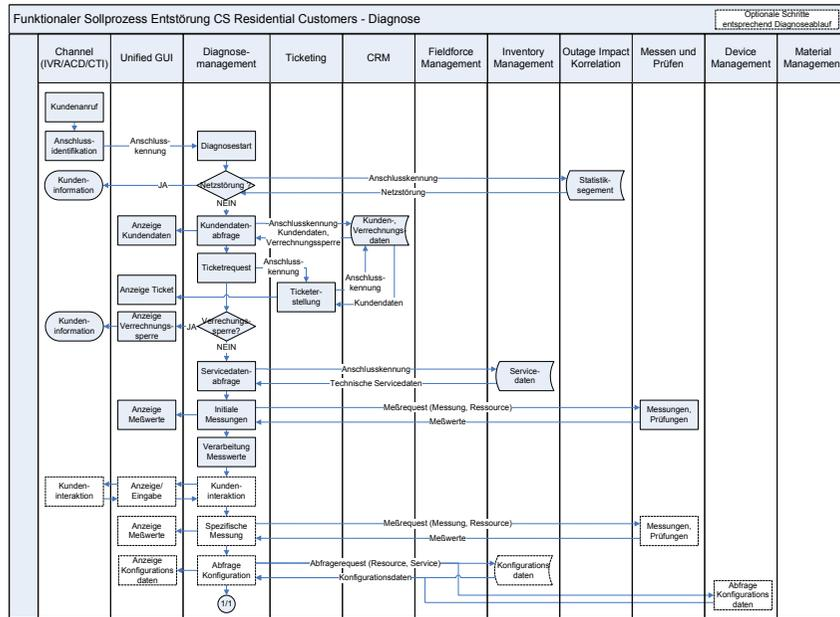 Funktionaler Sollprozess Entstörung CS Residential Customers - Diagnose
Optionale Schritte
entsprechend Diagnoseablauf
Channel
(IVR/ACD/CTI)
Unified GUI
Diagnose-
management
Ticketing
CRM
Fieldforce
Management
Inventory
Management
Outage Impact
Korrelation
Messen und
Prüfen
Device
Management
Material
Managemen
Kundenanruf
Anschluss-
identifikation
Anschluss-
kennung
Diagnosestart
Kunden-
information
JA
Netzstörung ?
Anschlusskennung
Netzstörung
Statistik-
segement
NEIN
Anzeige
Kundendaten
Kundendaten-
abfrage
Anschlusskennung
Kundendaten,
Verrechnungssperre
Kunden-,
Verrechnungs-
daten
Ticketrequest
Anschluss-
kennung
Anzeige Ticket
Ticketer-
stellung
Anschluss-
kennung
Kundendaten
Kunden-
information
Anzeige
Verrechnungs-
sperre
JA
Verrechungs-
sperre?
NEIN
Servicedaten-
abfrage
Anschlusskennung
Technische Servicedaten
Service-
daten
Anzeige
Meßwerte
Initiale
Messungen
Meßrequest (Messung, Ressource)
Meßwerte
Messungen,
Prüfungen
Verarbeitung
Messwerte
Kunden-
interaktion
Anzeige/
Eingabe
Kunden-
interaktion
Anzeige
Meßwerte
Spezifische
Messung
Meßrequest (Messung, Ressource)
Meßwerte
Messungen,
Prüfungen
Anzeige
Konfigurations
daten
Abfrage
Konfiguration
Abfragerequest (Resource, Service)
Konfigurationsdaten
Konfigurations
daten
Abfrage
Konfigurations
daten
1/1